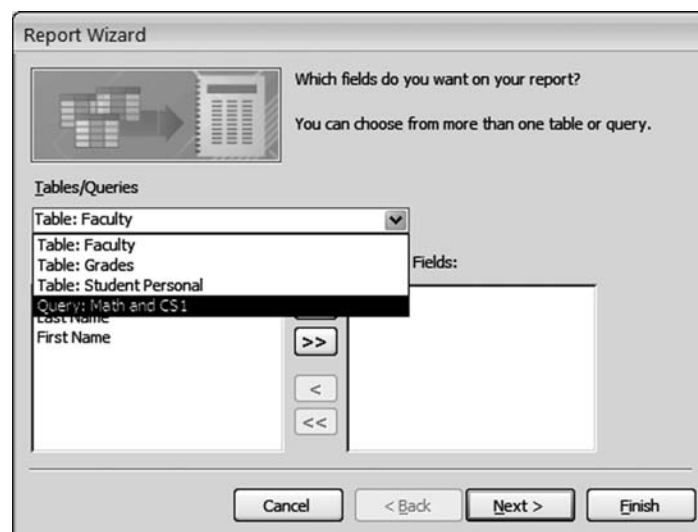 Report Wizard
Which fields do you want on your report?
You can choose from more than one table or query.
Tables/Queries
Table: Faculty
Table: Faculty
Table: Grades
Table: Student Personal
Query: Math and CS1
Fields:
Last Name
First Name
>>
<
<<
Cancel
< Back
Next >
Finish